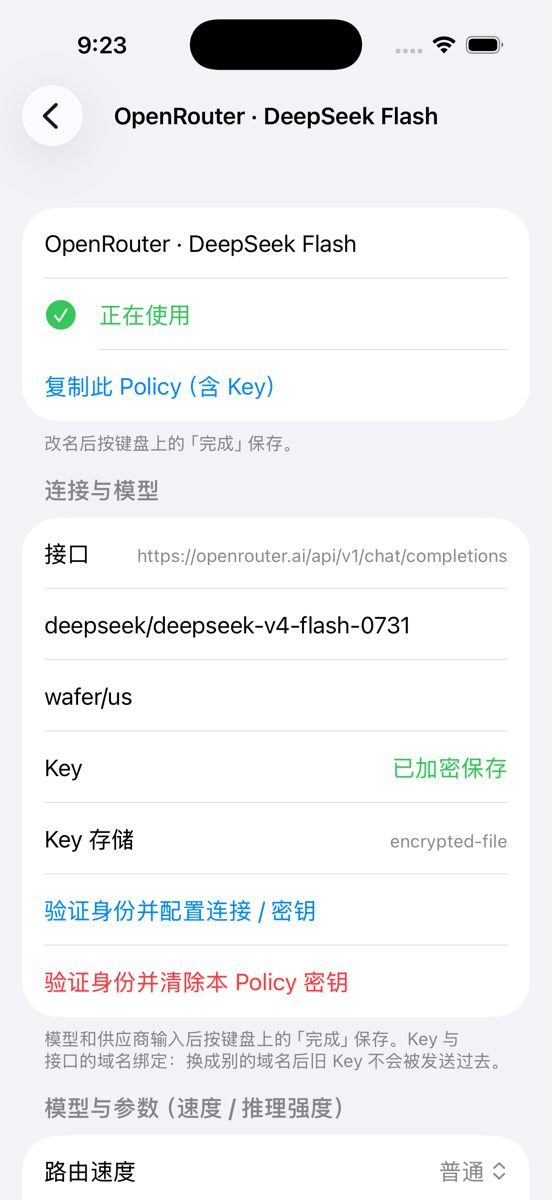 9:23
OpenRouter · DeepSeek Flash
OpenRouter · DeepSeek Flash
正在使用
复制此 Policy（含 Key）
改名后按键盘上的「完成」保存。
连接与模型
接口 https://openrouter.ai/api/v1/chat/completions
deepseek/deepseek-v4-flash-0731
wafer/us
Key 已加密保存
Key 存储 encrypted-file
验证身份并配置连接 / 密钥
验证身份并清除本 Policy 密钥
模型和供应商输入后按键盘上的「完成」保存。Key 与
接口的域名绑定：换成别的域名后旧 Key 不会被发送过去。
模型与参数（速度 / 推理强度）
路由速度 普通